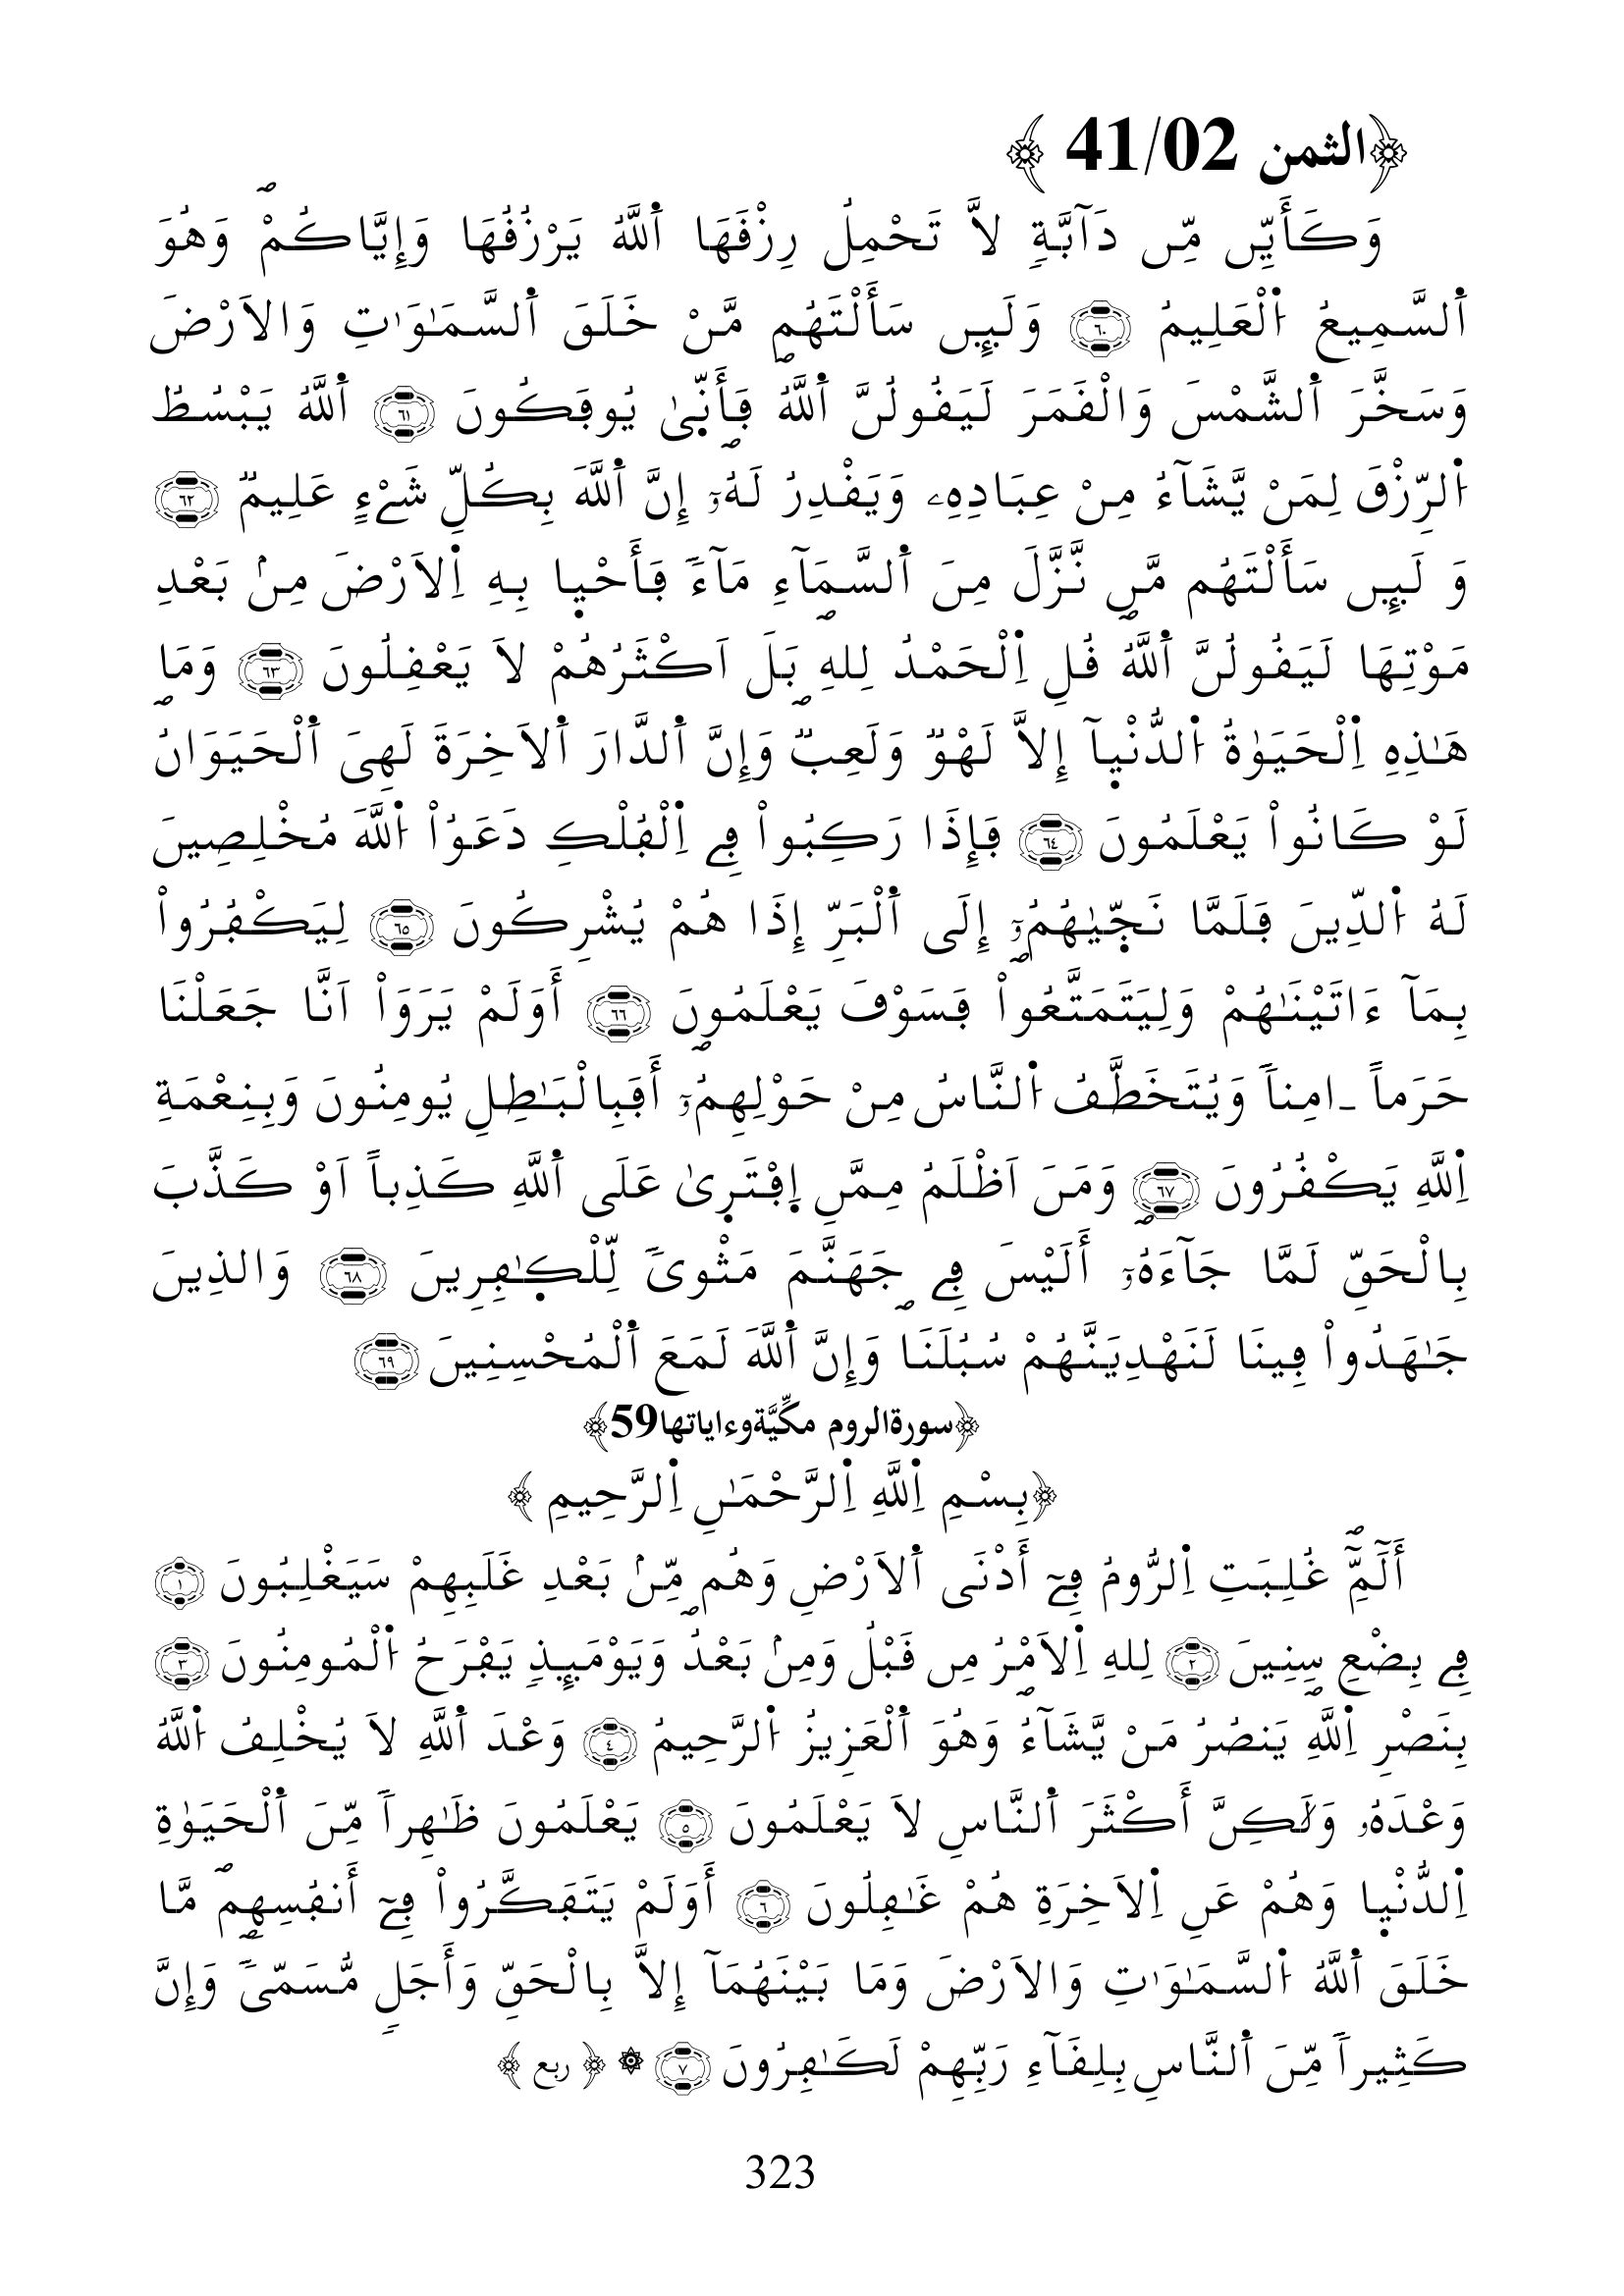 ﴿الثمن 41/02 ﴾
وَكَأَيِّن مِّن دَآبَّةٖ لاَّ تَحْمِلُ رِزْفَهَا اَ۬للَّهُ يَرْزُفُهَا وَإِيَّاكُمْۖ وَهُوَ
اَ۬لسَّمِيعُ اُ۬لْعَلِيمُ ٦٠ وَلَئِن سَأَلْتَهُم مَّنْ خَلَقَ اَ۬لسَّمَٰوَٰتِ وَالاَرْضَ
وَسَخَّرَ اَ۬لشَّمْسَ وَالْفَمَرَ لَيَفُولُنَّ اَ۬للَّهُۖ فَأَنّ۪ىٰ يُوفَكُونَ ٦١ اَ۬للَّهُ يَبْسُطُ
اُ۬لرِّزْقَ لِمَنْ يَّشَآءُ مِنْ عِبَادِهِۦ وَيَفْدِرُ لَهُۥٓ إِنَّ اَ۬للَّهَ بِكُلِّ شَےْءٍ عَلِيمٞ ٦٢
وَ لَئِن سَأَلْتَهُم مَّن نَّزَّلَ مِنَ اَ۬لسَّمَآءِ مَآءٗ فَأَحْي۪ا بِهِ اِ۬لاَرْضَ مِنۢ بَعْدِ
مَوْتِهَا لَيَفُولُنَّ اَ۬للَّهُۖ فُلِ اِ۬لْحَمْدُ لِلهِۖ بَلَ اَكْثَرُهُمْ لاَ يَعْفِلُونَ ٦٣ وَمَا
هَٰذِهِ اِ۬لْحَيَوٰةُ اُ۬لدُّنْي۪آ إِلاَّ لَهْوٞ وَلَعِبٞ وَإِنَّ اَ۬لدَّارَ اَ۬لاَخِرَةَ لَهِىَ اَ۬لْحَيَوَانُ
لَوْ كَانُواْ يَعْلَمُونَ ٦٤ فَإِذَا رَكِبُواْ فِے اِ۬لْفُلْكِ دَعَوُاْ اُ۬للَّهَ مُخْلِصِينَ
لَهُ اُ۬لدِّينَ فَلَمَّا نَجّ۪يٰهُمُۥٓ إِلَى اَ۬لْبَرِّ إِذَا هُمْ يُشْرِكُونَ ٦٥ لِيَكْفُرُواْ
بِمَآ ءَاتَيْنَٰهُمْ وَلِيَتَمَتَّعُواْ فَسَوْفَ يَعْلَمُونَۖ ٦٦ أَوَلَمْ يَرَوَاْ اَنَّا جَعَلْنَا
حَرَماً ـ امِناٗ وَيُتَخَطَّفُ اُ۬لنَّاسُ مِنْ حَوْلِهِمُۥٓ أَفَبِالْبَٰطِلِ يُومِنُونَ وَبِنِعْمَةِ
اِ۬للَّهِ يَكْفُرُونَۖ ٦٧ وَمَنَ اَظْلَمُ مِمَّنِ اِ۪فْتَر۪ىٰ عَلَى اَ۬للَّهِ كَذِباً اَوْ كَذَّبَ
بِالْحَقِّ لَمَّا جَآءَهُۥٓ أَلَيْسَ فِے جَهَنَّمَ مَثْوىٗ لِّلْكٰ۪فِرِينَ ٦٨ وَالذِينَ
جَٰهَدُواْ فِينَا لَنَهْدِيَنَّهُمْ سُبُلَنَا وَإِنَّ اَ۬للَّهَ لَمَعَ اَ۬لْمُحْسِنِينَ ٦٩
﴿سورةالروم مكِّيَّةوءاياتها59﴾
﴿بِسْمِ اِ۬للَّهِ اِ۬لرَّحْمَٰنِ اِ۬لرَّحِيمِ ﴾
أَلَٓمِّٓۖ غُلِبَتِ اِ۬لرُّومُ فِےٓ أَدْنَى اَ۬لاَرْضِ وَهُم مِّنۢ بَعْدِ غَلَبِهِمْ سَيَغْلِبُونَ ١
فِے بِضْعِ سِنِينَۖ ٢ لِلهِ اِ۬لاَمْرُ مِن فَبْلُ وَمِنۢ بَعْدُۖ وَيَوْمَئِذٖ يَفْرَحُ اُ۬لْمُومِنُونَ ٣
بِنَصْرِ اِ۬للَّهِ يَنصُرُ مَنْ يَّشَآءُ وَهُوَ اَ۬لْعَزِيزُ اُ۬لرَّحِيمُ ٤ وَعْدَ اَ۬للَّهِ لاَ يُخْلِفُ اُ۬للَّهُ
وَعْدَهُۥ وَلَٰكِنَّ أَكْثَرَ اَ۬لنَّاسِ لاَ يَعْلَمُونَ ٥ يَعْلَمُونَ ظَٰهِراٗ مِّنَ اَ۬لْحَيَوٰةِ
اِ۬لدُّنْي۪ا وَهُمْ عَنِ اِ۬لاَخِرَةِ هُمْ غَٰفِلُونَ ٦ أَوَلَمْ يَتَفَكَّرُواْ فِےٓ أَنفُسِهِمۖ مَّا
خَلَقَ اَ۬للَّهُ اُ۬لسَّمَٰوَٰتِ وَالاَرْضَ وَمَا بَيْنَهُمَآ إِلاَّ بِالْحَقِّ وَأَجَلٖ مُّسَمّىٗ وَإِنَّ
كَثِيراٗ مِّنَ اَ۬لنَّاسِ بِلِفَآءِ رَبِّهِمْ لَكَٰفِرُونَ ٧ ۞ ﴿ ربع ﴾
323